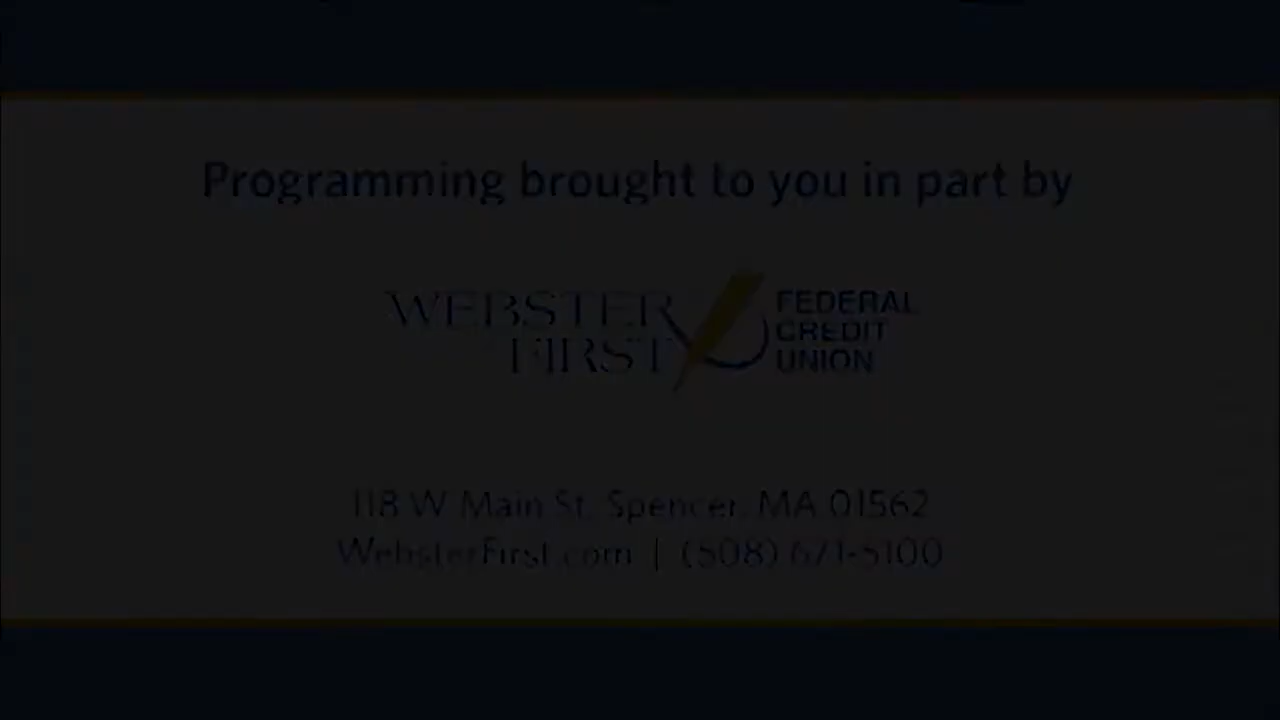 Programming brought to you in part by
WEBSTER FIRST
FEDERAL CREDIT UNION
118 W Main St, Spencer, MA 01562
WebsterFirst.com | (508) 671-5100